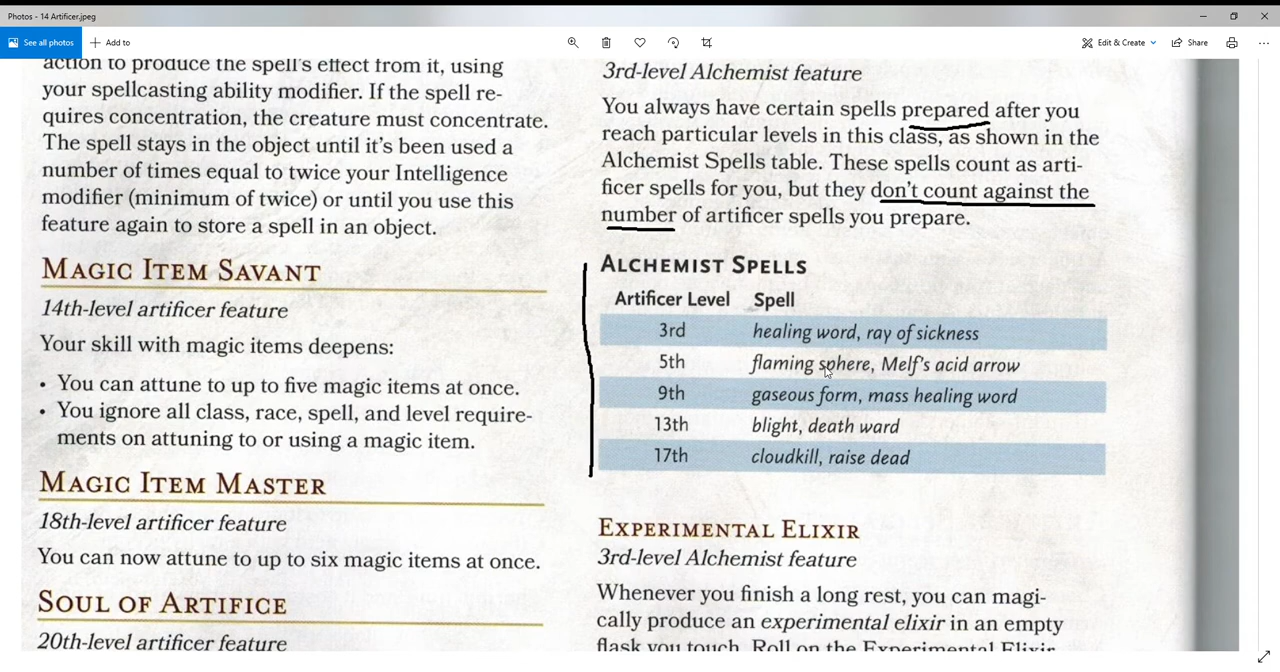 Photos - 14 Artificer.jpeg
See all photos
Add to
Edit & Create
Share
action to produce the spell's effect from it, using
your spellcasting ability modifier. If the spell re-
quires concentration, the creature must concentrate.
The spell stays in the object until it's been used a
number of times equal to twice your Intelligence
modifier (minimum of twice) or until you use this
feature again to store a spell in an object.
MAGIC ITEM SAVANT
14th-level artificer feature
Your skill with magic items deepens:
• You can attune to up to five magic items at once.
• You ignore all class, race, spell, and level require-
ments on attuning to or using a magic item.
MAGIC ITEM MASTER
18th-level artificer feature
You can now attune to up to six magic items at once.
SOUL OF ARTIFICE
20th-level artificer feature
3rd-level Alchemist feature
You always have certain spells prepared after you
reach particular levels in this class, as shown in the
Alchemist Spells table. These spells count as arti-
ficer spells for you, but they don't count against the
number of artificer spells you prepare.
ALCHEMIST SPELLS
Artificer Level Spell
3rd healing word, ray of sickness
5th flaming sphere, Melf's acid arrow
9th gaseous form, mass healing word
13th blight, death ward
17th cloudkill, raise dead
EXPERIMENTAL ELIXIR
3rd-level Alchemist feature
Whenever you finish a long rest, you can magi-
cally produce an experimental elixir in an empty
flask you touch. Roll on the Experimental Elixir